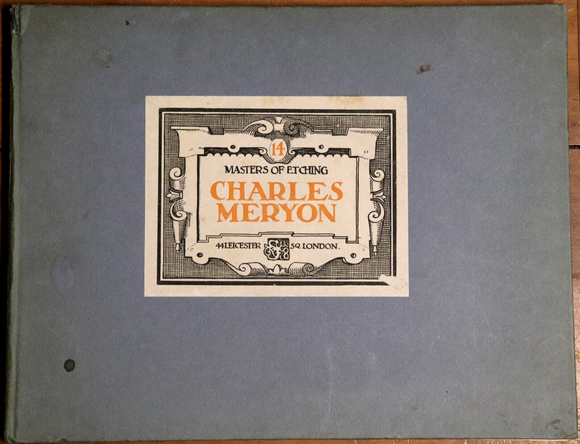 14
MASTERS OF ETCHING
CHARLES
MERYON
44 LEICESTER SQ. LONDON.